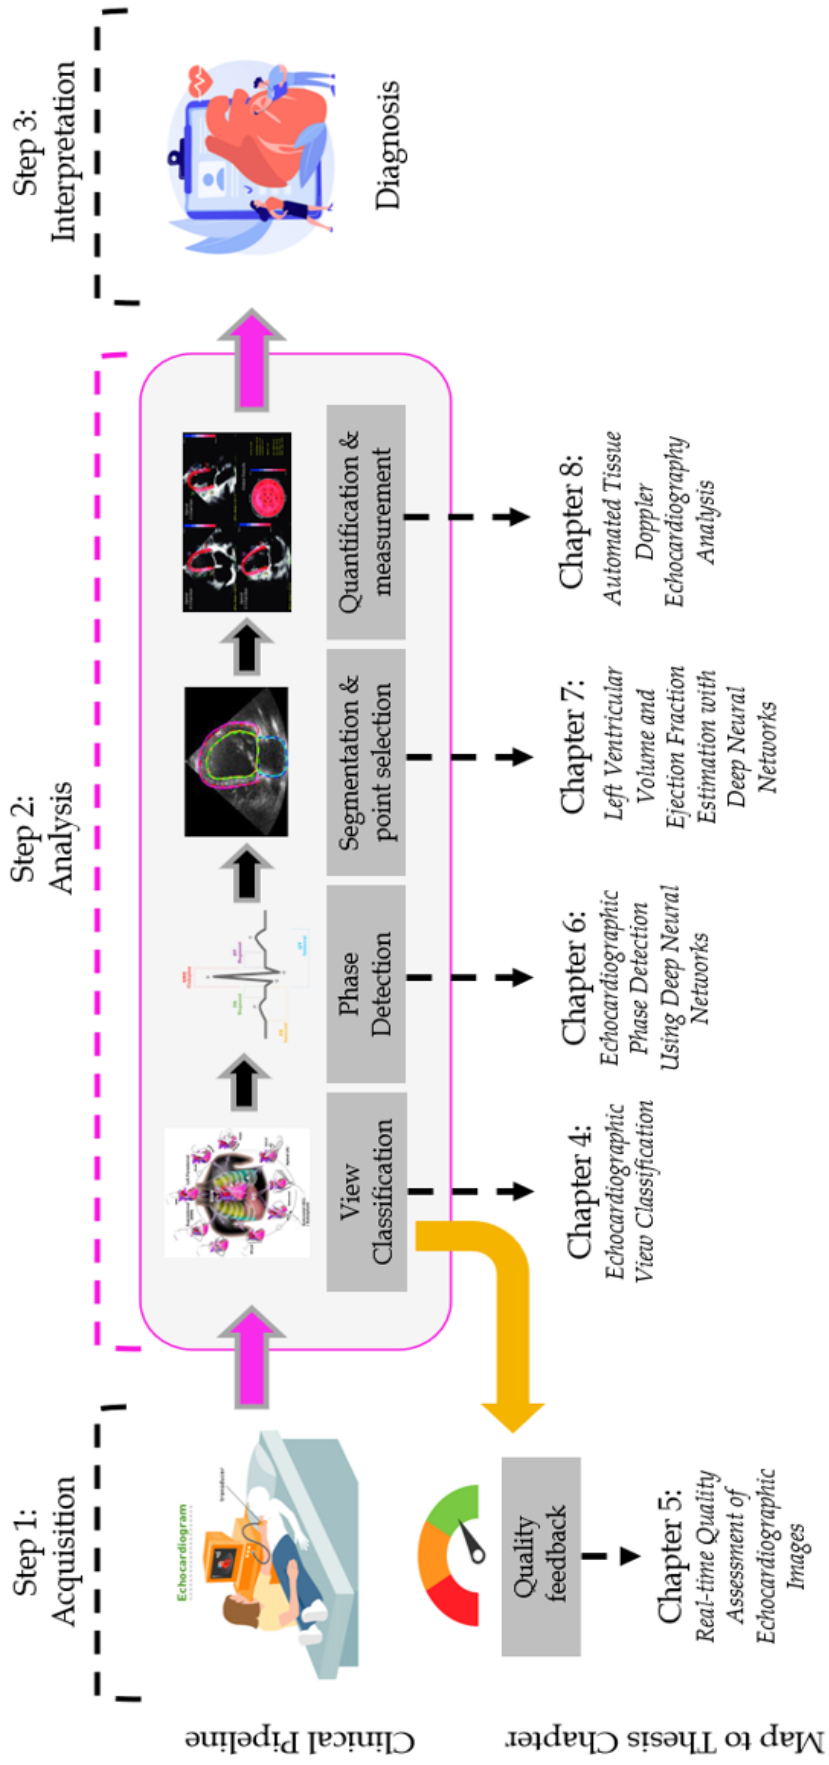 Step 1:
Acquisition
Step 2:
Analysis
Step 3:
Interpretation
Clinical Pipeline
Echocardiogram
transducer
View
Classification
Phase
Detection
Segmentation &
point selection
Quantification &
measurement
Diagnosis
Map to Thesis Chapter
Quality
feedback
Chapter 5:
Real-time Quality
Assessment of
Echocardiographic
Images
Chapter 4:
Echocardiographic
View Classification
Chapter 6:
Echocardiographic
Phase Detection
Using Deep Neural
Networks
Chapter 7:
Left Ventricular
Volume and
Ejection Fraction
Estimation with
Deep Neural
Networks
Chapter 8:
Automated Tissue
Doppler
Echocardiography
Analysis